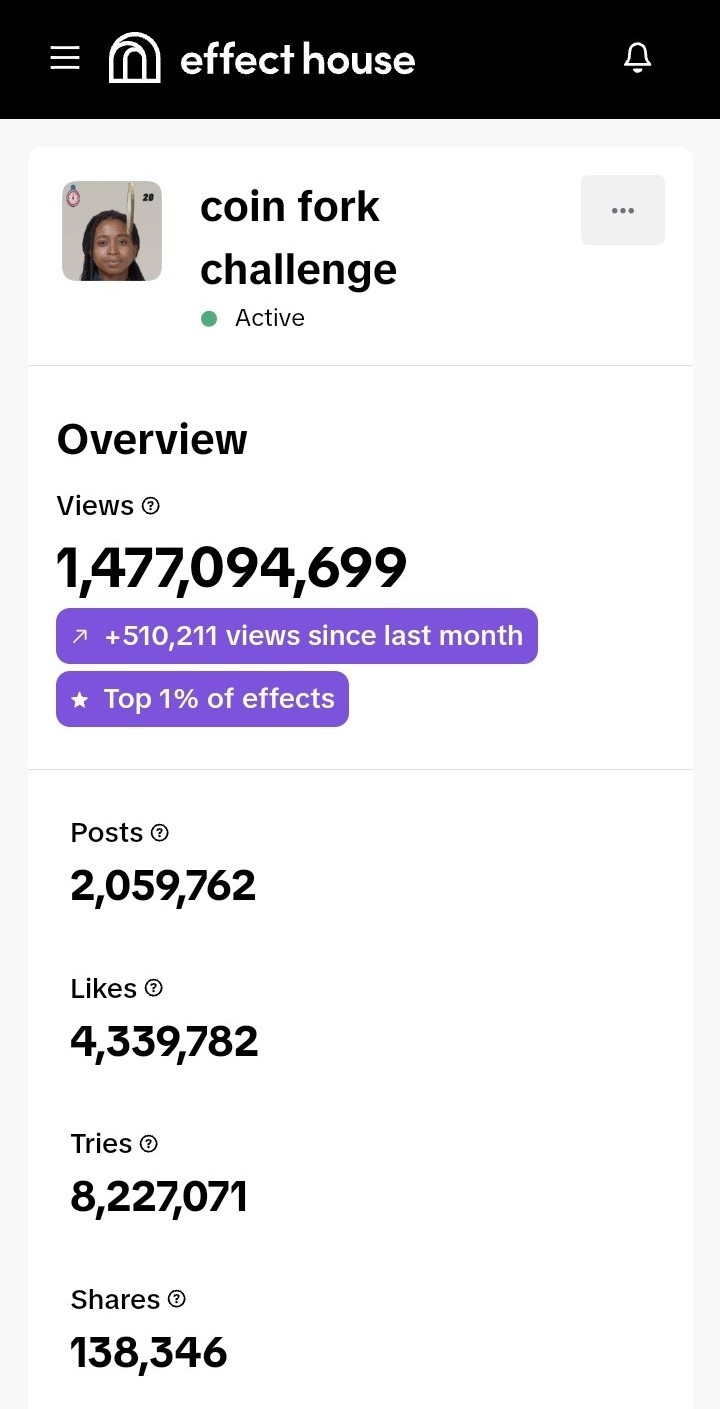 effect house
20
coin fork
challenge
Active
Overview
Views
1,477,094,699
+510,211 views since last month
Top 1% of effects
Posts
2,059,762
Likes
4,339,782
Tries
8,227,071
Shares
138,346